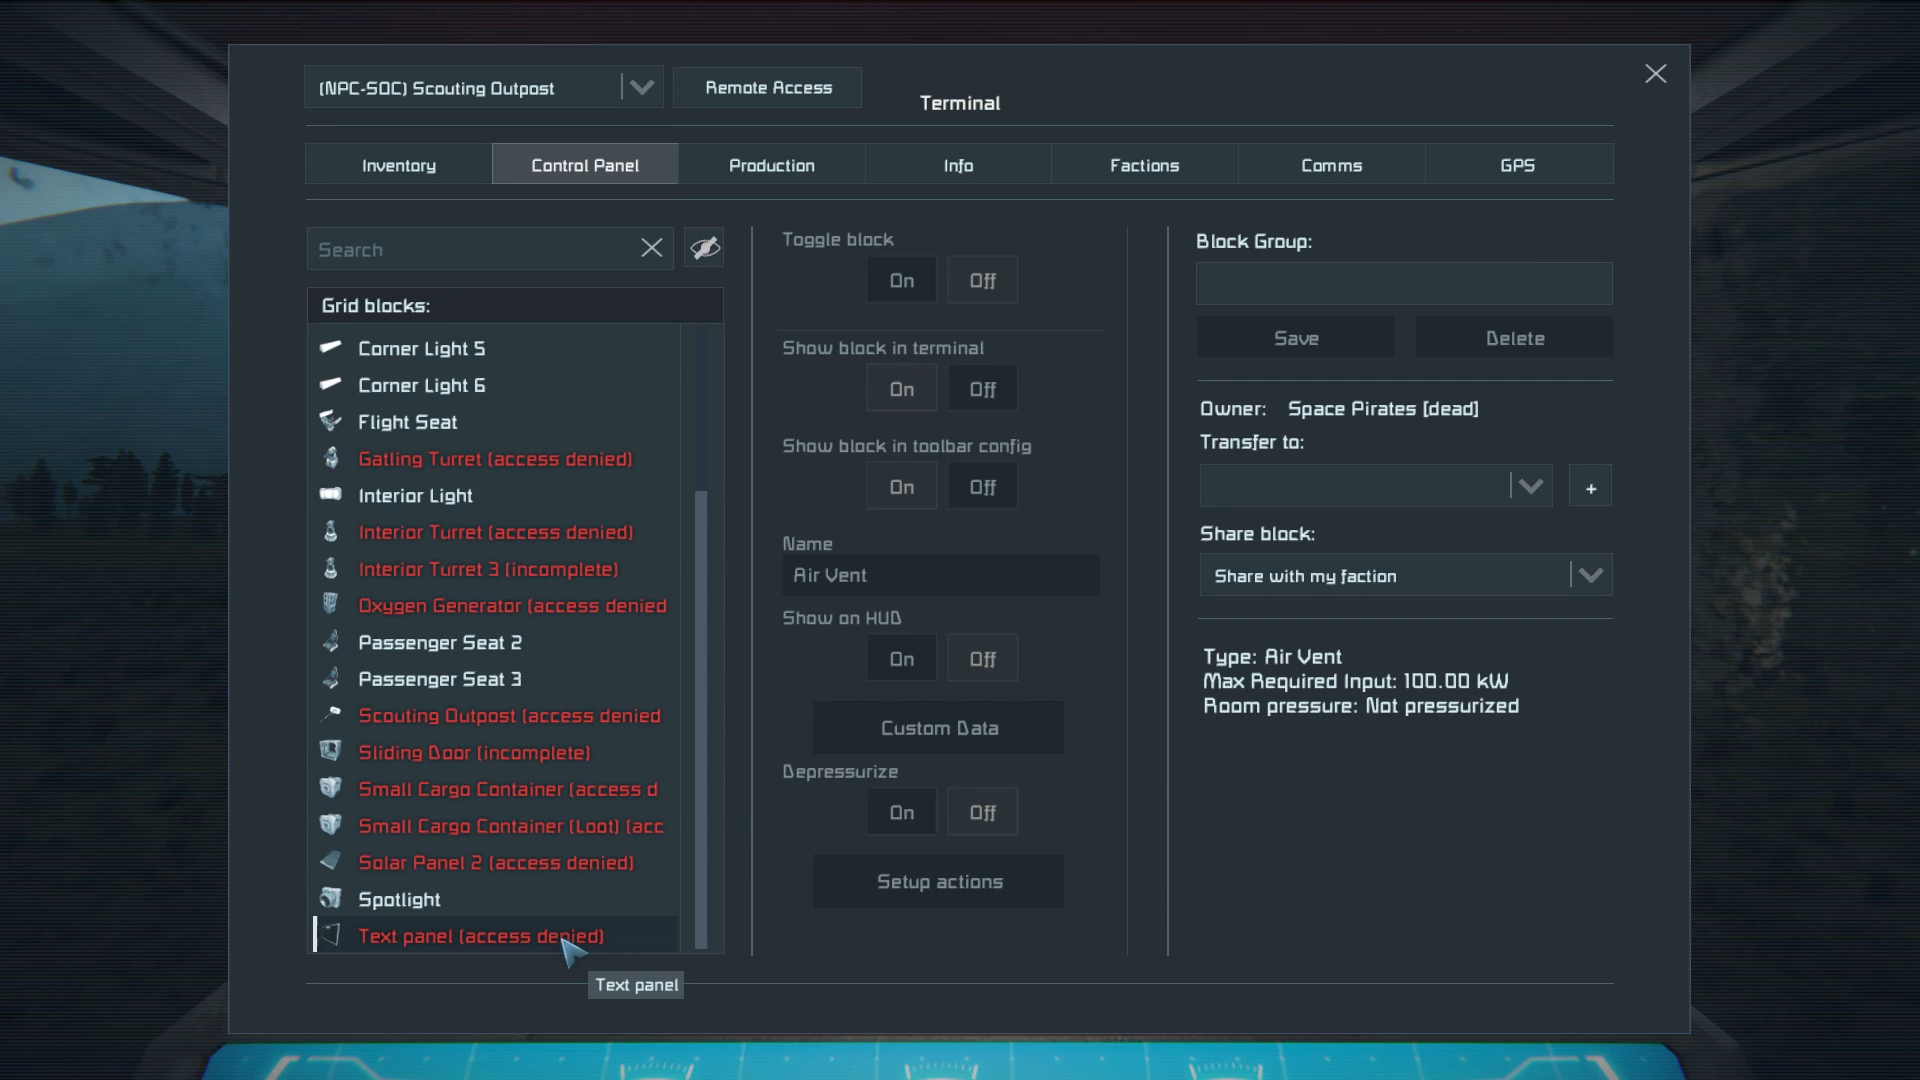 (NPC-SOC) Scouting Outpost
Remote Access
Terminal
Inventory
Control Panel
Production
Info
Factions
Comms
GPS
Search
Grid blocks:
Corner Light 5
Corner Light 6
Flight Seat
Gatling Turret (access denied)
Interior Light
Interior Turret (access denied)
Interior Turret 3 (incomplete)
Oxygen Generator (access denied
Passenger Seat 2
Passenger Seat 3
Scouting Outpost (access denied
Sliding Door (incomplete)
Small Cargo Container (access d
Small Cargo Container (Loot) (acc
Solar Panel 2 (access denied)
Spotlight
Text panel (access denied)
Text panel
Toggle block
On Off
Show block in terminal
On Off
Show block in toolbar config
On Off
Name
Air Vent
Show on HUD
On Off
Custom Data
Depressurize
On Off
Setup actions
Block Group:
Save Delete
Owner: Space Pirates [dead]
Transfer to:
+
Share block:
Share with my faction
Type: Air Vent
Max Required Input: 100.00 kW
Room pressure: Not pressurized